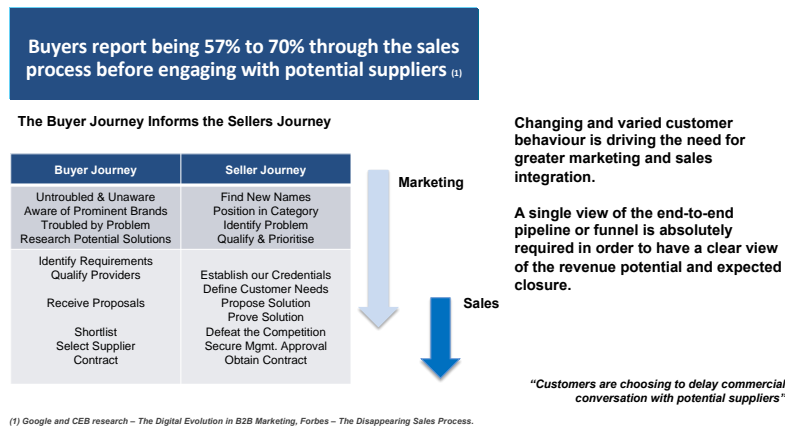 Buyers report being 57% to 70% through the sales
process before engaging with potential suppliers (1)
The Buyer Journey Informs the Sellers Journey
Buyer Journey
Seller Journey
Untroubled & Unaware
Aware of Prominent Brands
Troubled by Problem
Research Potential Solutions
Find New Names
Position in Category
Identify Problem
Qualify & Prioritise
Identify Requirements
Qualify Providers
Receive Proposals
Shortlist
Select Supplier
Contract
Establish our Credentials
Define Customer Needs
Propose Solution
Prove Solution
Defeat the Competition
Secure Mgmt. Approval
Obtain Contract
Marketing
Sales
Changing and varied customer
behaviour is driving the need for
greater marketing and sales
integration.
A single view of the end-to-end
pipeline or funnel is absolutely
required in order to have a clear view
of the revenue potential and expected
closure.
“Customers are choosing to delay commercial
conversation with potential suppliers”
(1) Google and CEB research – The Digital Evolution in B2B Marketing, Forbes – The Disappearing Sales Process.